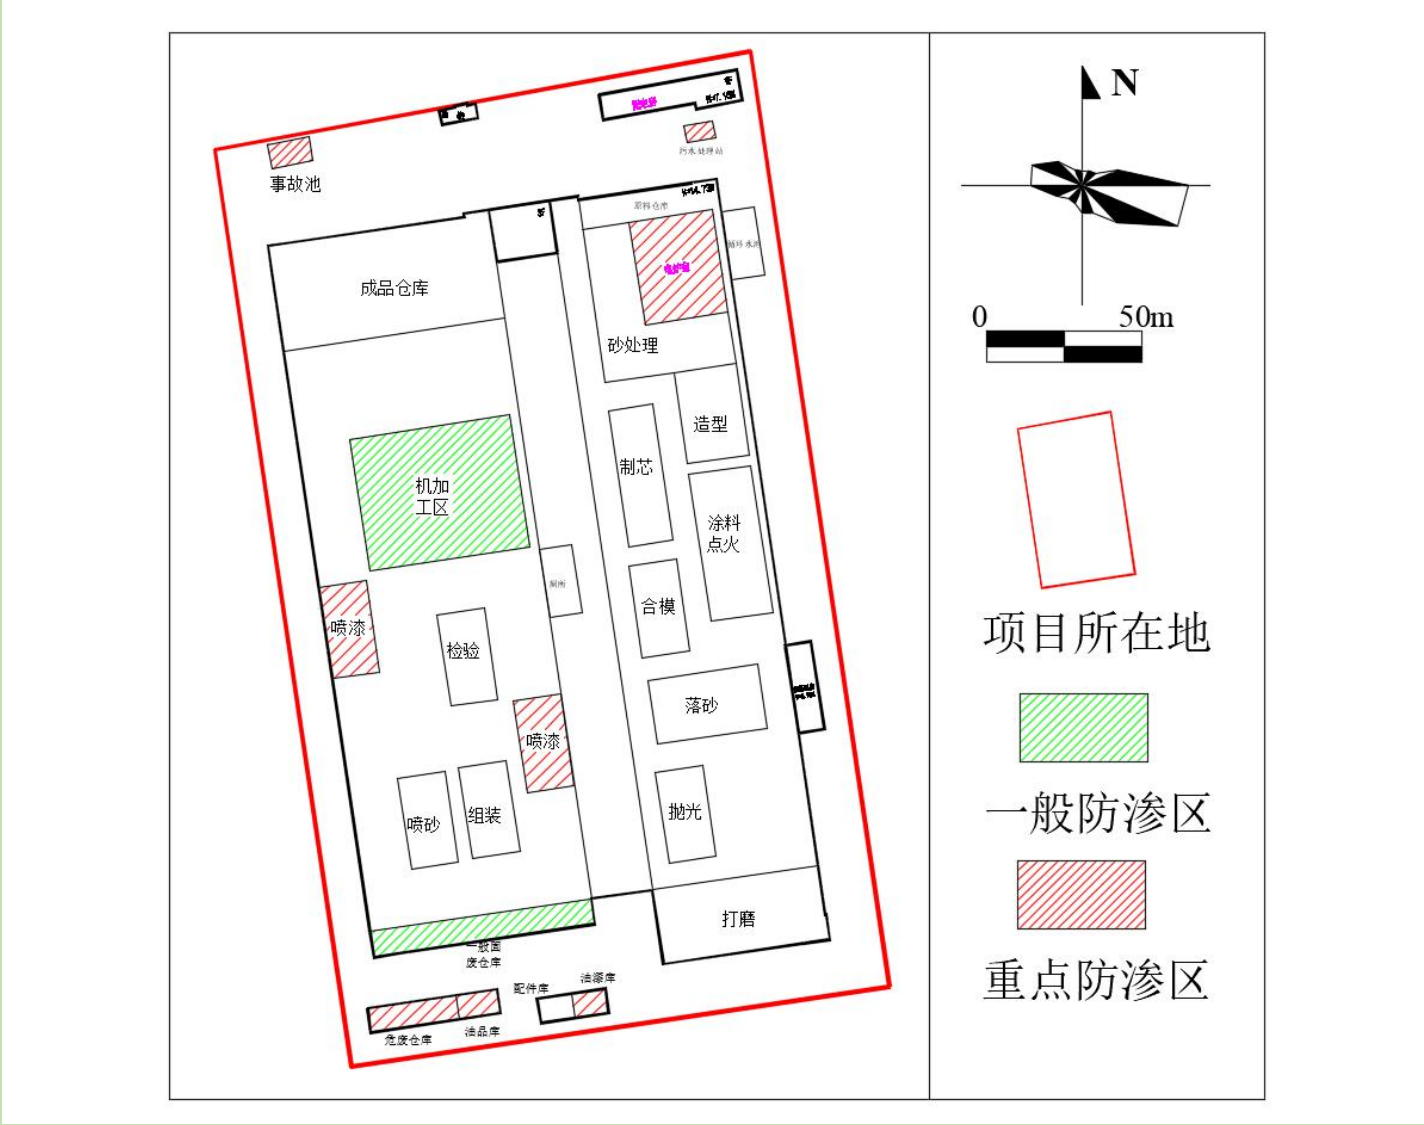 N
0 50m
项目所在地
一般防渗区
重点防渗区
污水处理站
事故池
原料仓库
循环水池
成品仓库
砂处理
造型
制芯
机加
工区
涂料
点火
厕所
合模
喷漆
检验
落砂
喷漆
抛光
组装
喷砂
打磨
一般固
废仓库
油漆库
配件库
油品库
危废仓库